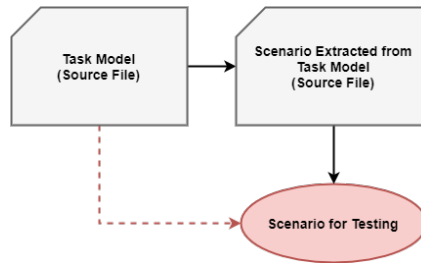 Task Model
(Source File)
Scenario Extracted from
Task Model
(Source File)
Scenario for Testing